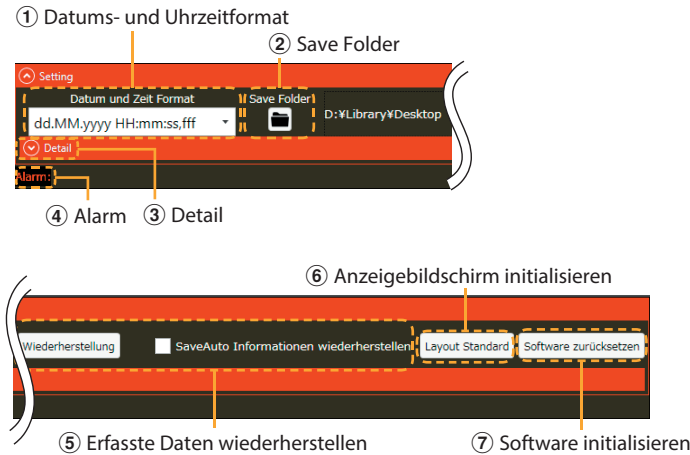 ① Datums- und Uhrzeitformat
② Save Folder
Setting
Datum und Zeit Format
Save Folder
dd.MM.yyyy HH:mm:ss,fff
D:¥Library¥Desktop
Detail
Alarm:
④ Alarm
③ Detail
⑥ Anzeigebildschirm initialisieren
Wiederherstellung
SaveAuto Informationen wiederherstellen
Layout Standard
Software zurücksetzen
⑤ Erfasste Daten wiederherstellen
⑦ Software initialisieren